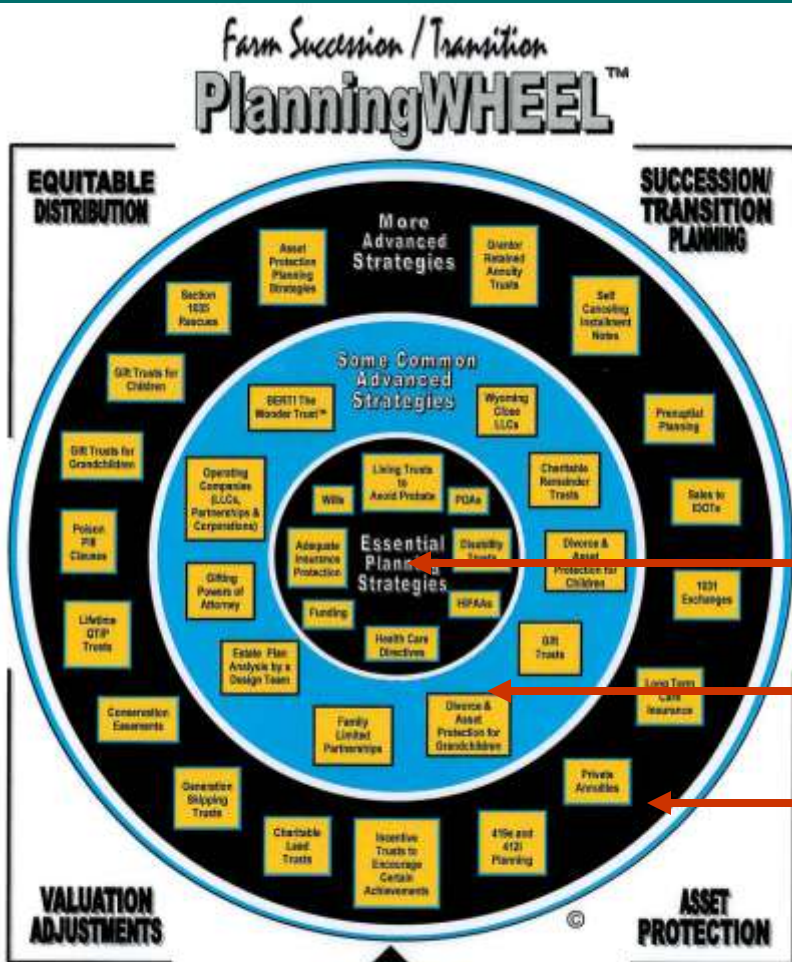 Farm Succession / Transition
PlanningWHEEL™
EQUITABLE
DISTRIBUTION
SUCCESSION/
TRANSITION
PLANNING
More
Advanced
Strategies
Asset
Protection
Planning
Strategies
Grantor
Retained
Annuity
Trusts
Section
1035
Rescues
Self
Canceling
Installment
Notes
Gift Trusts for
Children
Prenuptial
Planning
Gift Trusts for
Grandchildren
Sales to
IDGTs
Poison
Pill
Clauses
1031
Exchanges
Lifetime
QTIP
Trusts
Long Term
Care
Insurance
Conservation
Easements
Private
Annuities
Generation
Skipping
Trusts
Charitable
Lead
Trusts
Incentive
Trusts to
Encourage
Certain
Achievements
419e and
412i
Planning
Some Common
Advanced
Strategies
BERT! The
Wonder Trust™
Wyoming
Close
LLCs
Operating
Companies
(LLCs,
Partnerships &
Corporations)
Charitable
Remainder
Trusts
Divorce &
Asset
Protection for
Children
Gifting
Powers of
Attorney
Gift
Trusts
Estate Plan
Analysis by a
Design Team
Family
Limited
Partnerships
Divorce &
Asset
Protection for
Grandchildren
Living Trusts
to
Avoid Probate
Wills
POAs
Adequate
Insurance
Protection
Essential
Planning
Strategies
Disability
Funding
HIPAAs
Health Care
Directives
VALUATION
ADJUSTMENTS
©
ASSET
PROTECTION